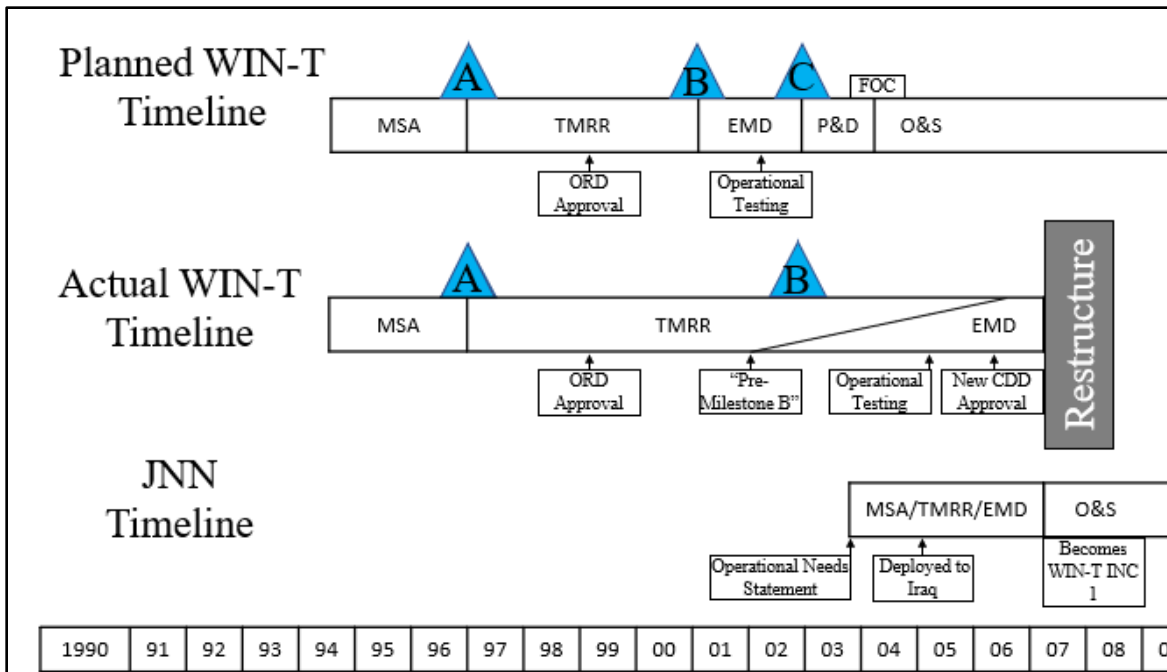 Planned WIN-T
Timeline
A
B
C
FOC
MSA
TMRR
EMD
P&D
O&S
ORD
Approval
Operational
Testing
Actual WIN-T
Timeline
A
B
MSA
TMRR
EMD
ORD
Approval
“Pre-
Milestone B”
Operational
Testing
New CDD
Approval
Restructure
JNN
Timeline
MSA/TMRR/EMD
O&S
Operational Needs
Statement
Deployed to
Iraq
Becomes
WIN-T INC
1
1990 91 92 93 94 95 96 97 98 99 00 01 02 03 04 05 06 07 08